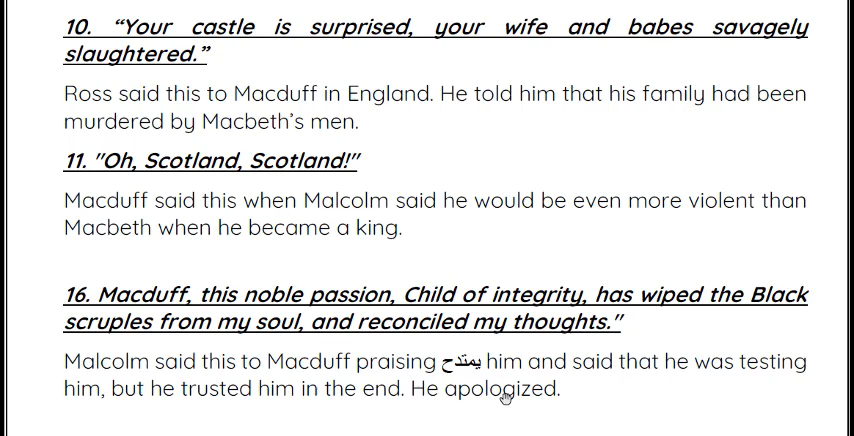 10. “Your castle is surprised, your wife and babes savagely
slaughtered.”
Ross said this to Macduff in England. He told him that his family had been
murdered by Macbeth’s men.
11. "Oh, Scotland, Scotland!"
Macduff said this when Malcolm said he would be even more violent than
Macbeth when he became a king.
16. Macduff, this noble passion, Child of integrity, has wiped the Black
scruples from my soul, and reconciled my thoughts."
Malcolm said this to Macduff praising يمتدح him and said that he was testing
him, but he trusted him in the end. He apologized.